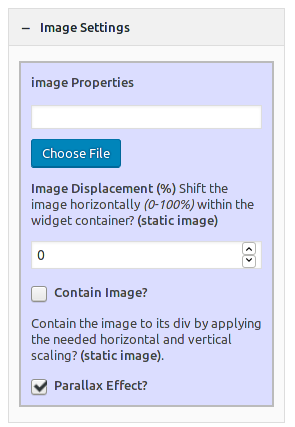 – Image Settings
image Properties
Choose File
Image Displacement (%) Shift the
image horizontally (0-100%) within the
widget container? (static image)
0
Contain Image?
Contain the image to its div by applying
the needed horizontal and vertical
scaling? (static image).
Parallax Effect?